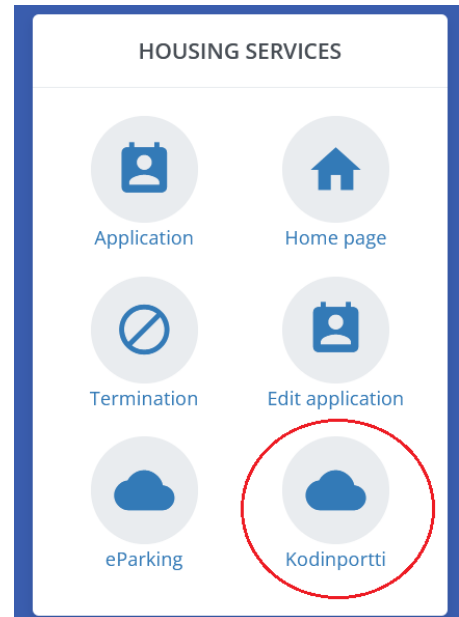 HOUSING SERVICES
Application
Home page
Termination
Edit application
eParking
Kodinportti